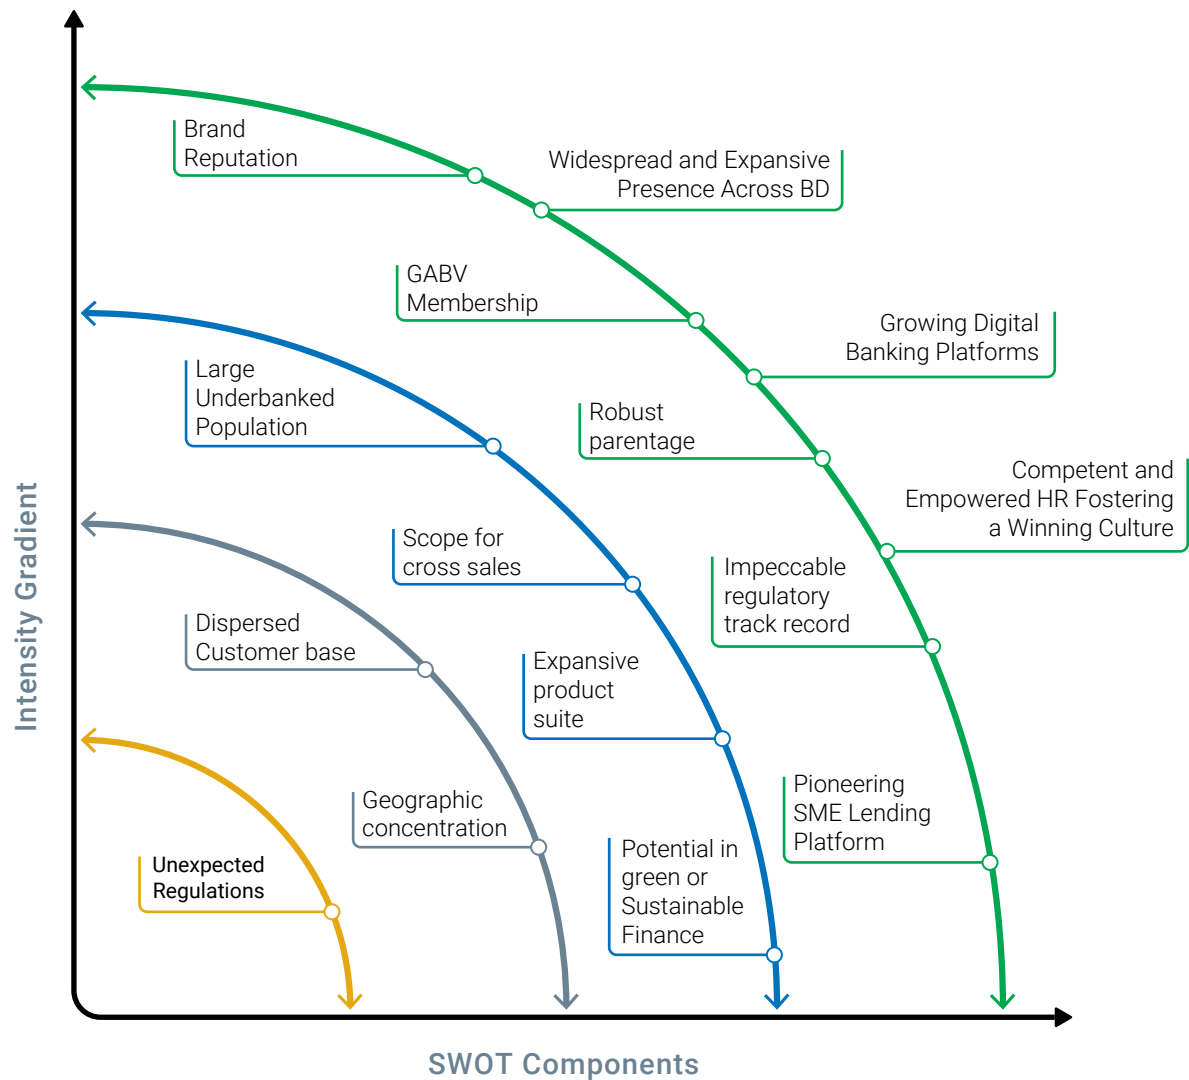 Brand
Reputation
Widespread and Expansive
Presence Across BD
GABV
Membership
Growing Digital
Banking Platforms
Large
Underbanked
Population
Robust
parentage
Competent and
Empowered HR Fostering
a Winning Culture
Scope for
cross sales
Impeccable
regulatory
track record
Dispersed
Customer base
Expansive
product
suite
Geographic
concentration
Pioneering
SME Lending
Platform
Unexpected
Regulations
Potential in
green or
Sustainable
Finance
Intensity Gradient
SWOT Components